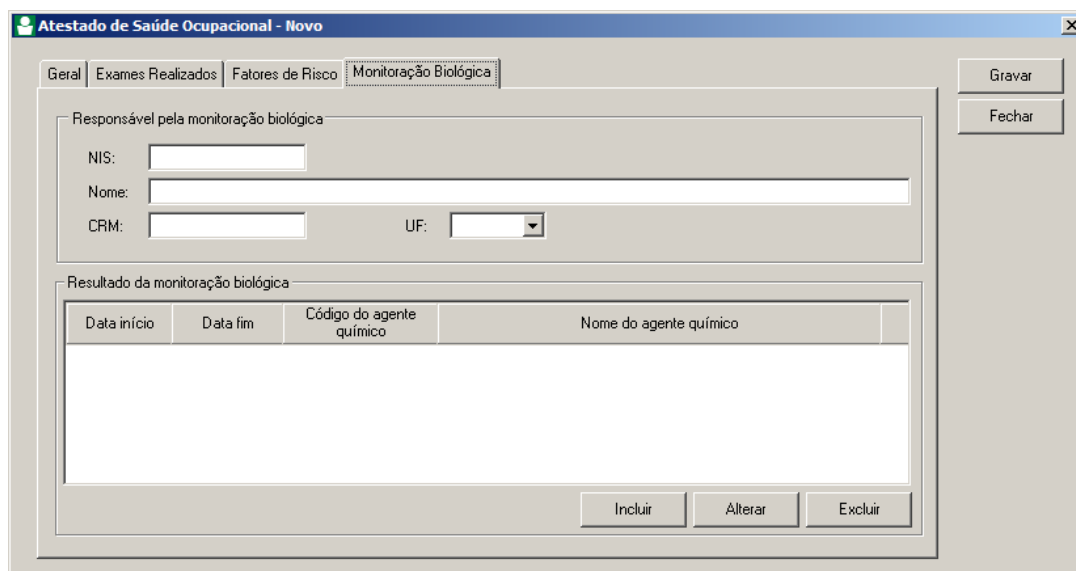 Atestado de Saúde Ocupacional - Novo
Geral Exames Realizados Fatores de Risco Monitoração Biológica
Gravar
Fechar
Responsável pela monitoração biológica
NIS:
Nome:
CRM: UF:
Resultado da monitoração biológica
Data início Data fim Código do agente químico Nome do agente químico
Incluir Alterar Excluir